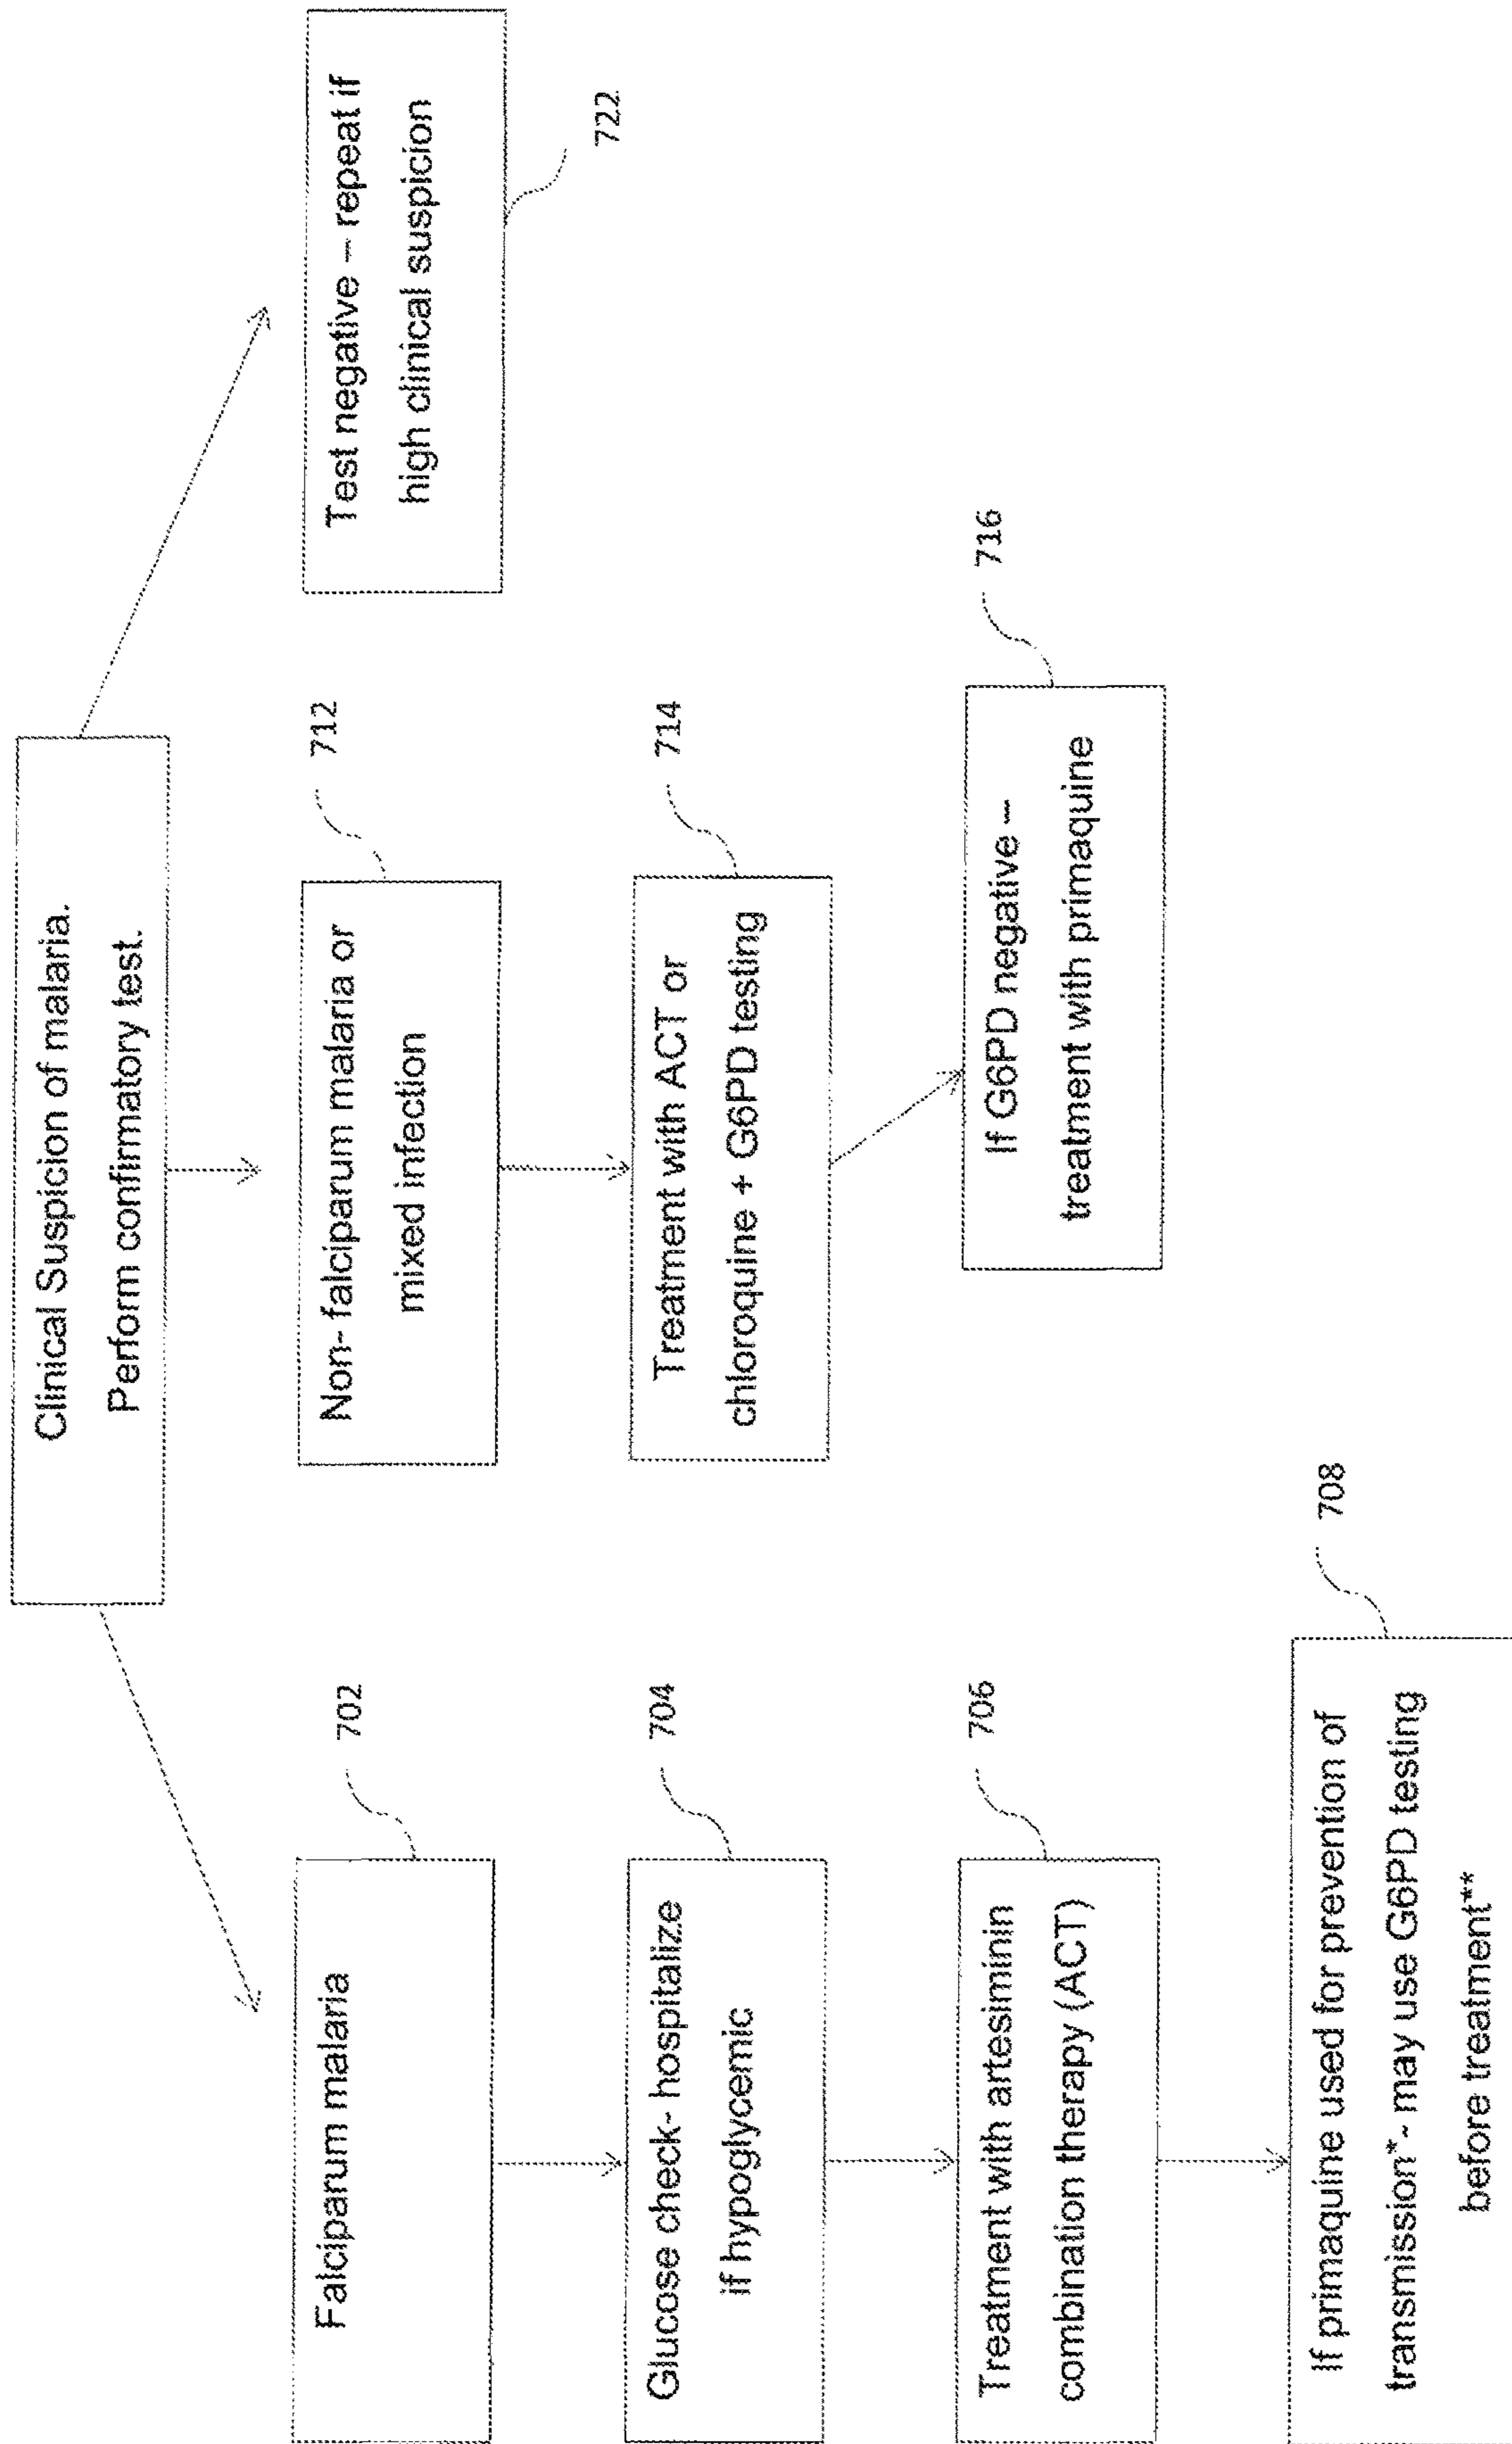 Clinical Suspicion of malaria.
Perform confirmatory test.
702
Falciparum malaria
704
Glucose check- hospitalize
if hypoglycemic
706
Treatment with artesiminin
combination therapy (ACT)
708
If primaquine used for prevention of
transmission*- may use G6PD testing
before treatment**
712
Non- falciparum malaria or
mixed infection
714
Treatment with ACT or
chloroquine + G6PD testing
716
If G6PD negative –
treatment with primaquine
Test negative – repeat if
high clinical suspicion
722